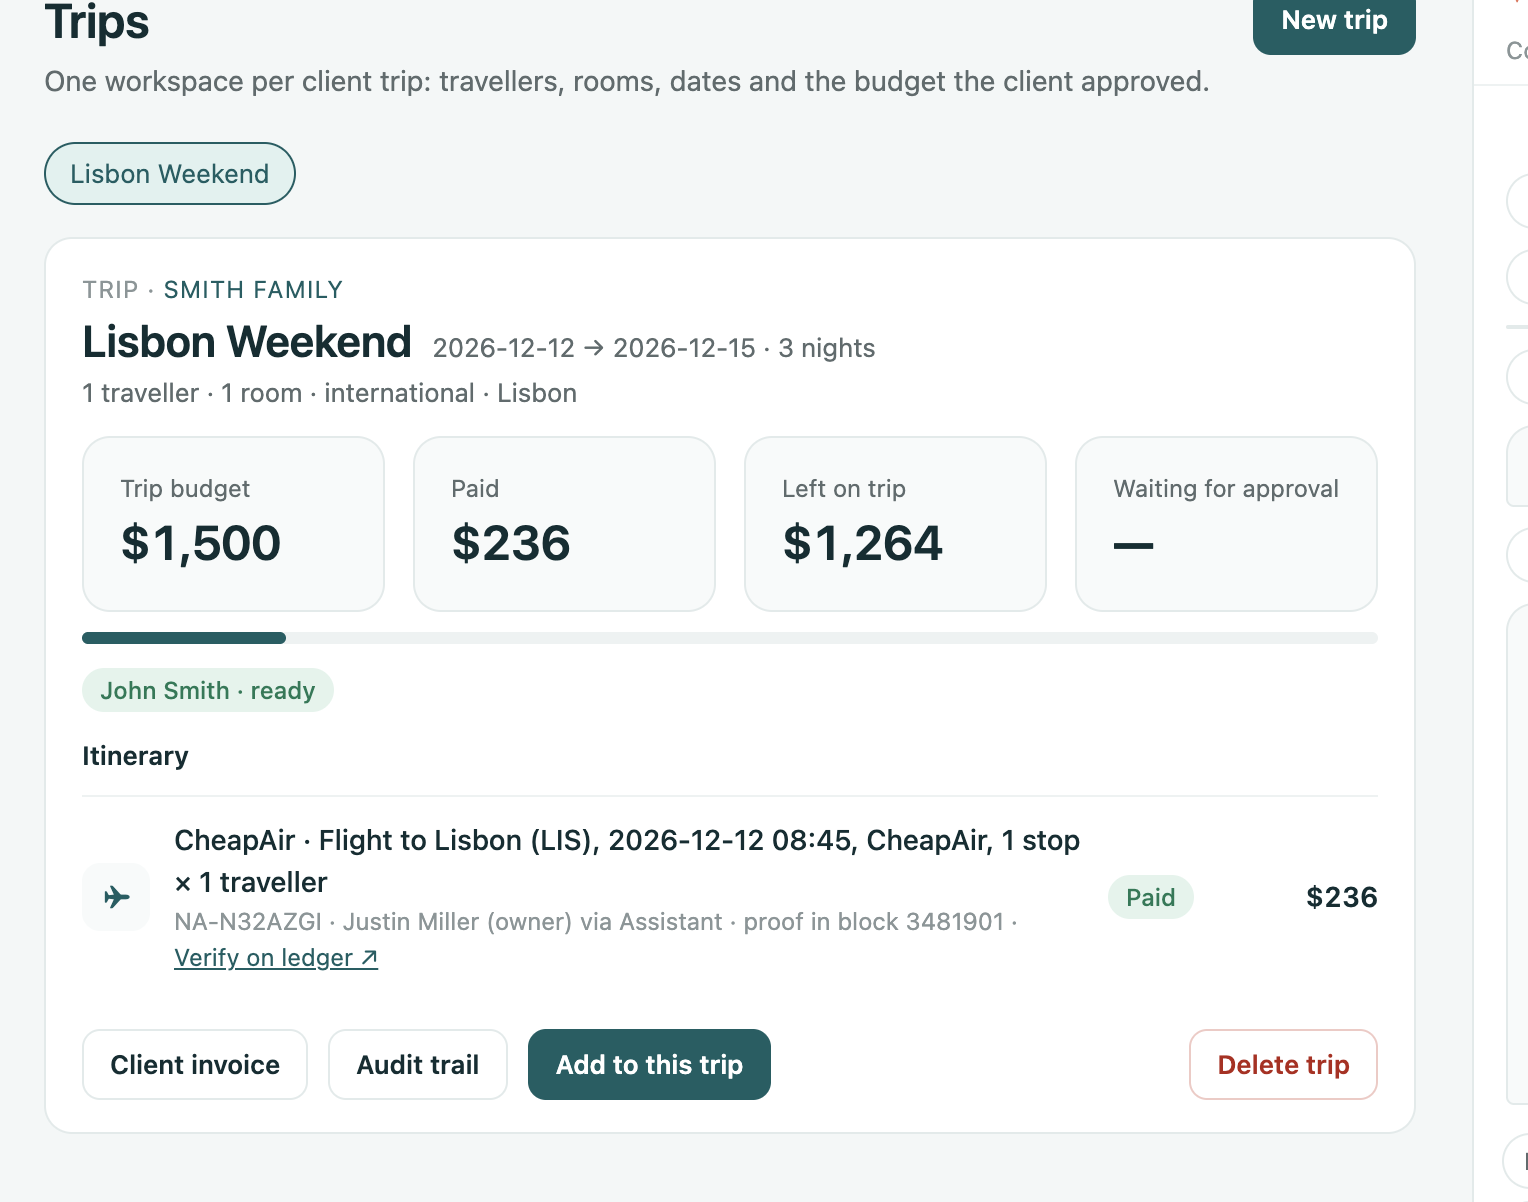 Trips
New trip
One workspace per client trip: travellers, rooms, dates and the budget the client approved.
Lisbon Weekend
TRIP · SMITH FAMILY
Lisbon Weekend 2026-12-12 → 2026-12-15 · 3 nights
1 traveller · 1 room · international · Lisbon
Trip budget
$1,500
Paid
$236
Left on trip
$1,264
Waiting for approval
—
John Smith · ready
Itinerary
CheapAir · Flight to Lisbon (LIS), 2026-12-12 08:45, CheapAir, 1 stop
× 1 traveller
NA-N32AZGI · Justin Miller (owner) via Assistant · proof in block 3481901 ·
Verify on ledger ↗
Paid
$236
Client invoice
Audit trail
Add to this trip
Delete trip